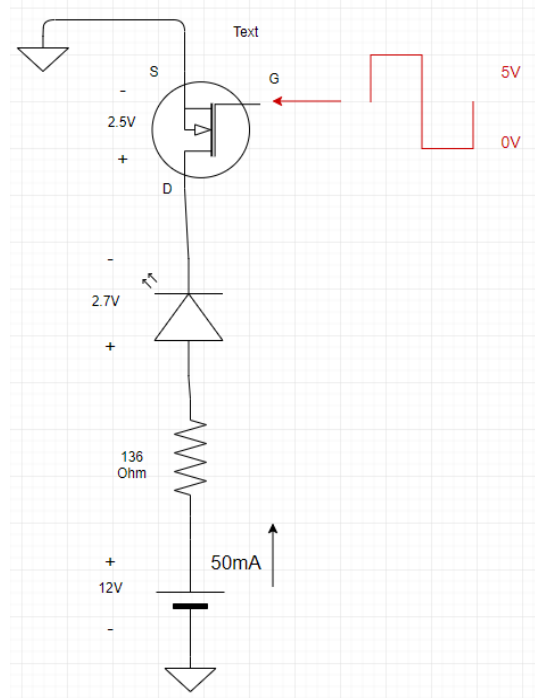 Text
S
G
-
5V
2.5V
0V
+
D
-
2.7V
+
136
Ohm
+
50mA
12V
-